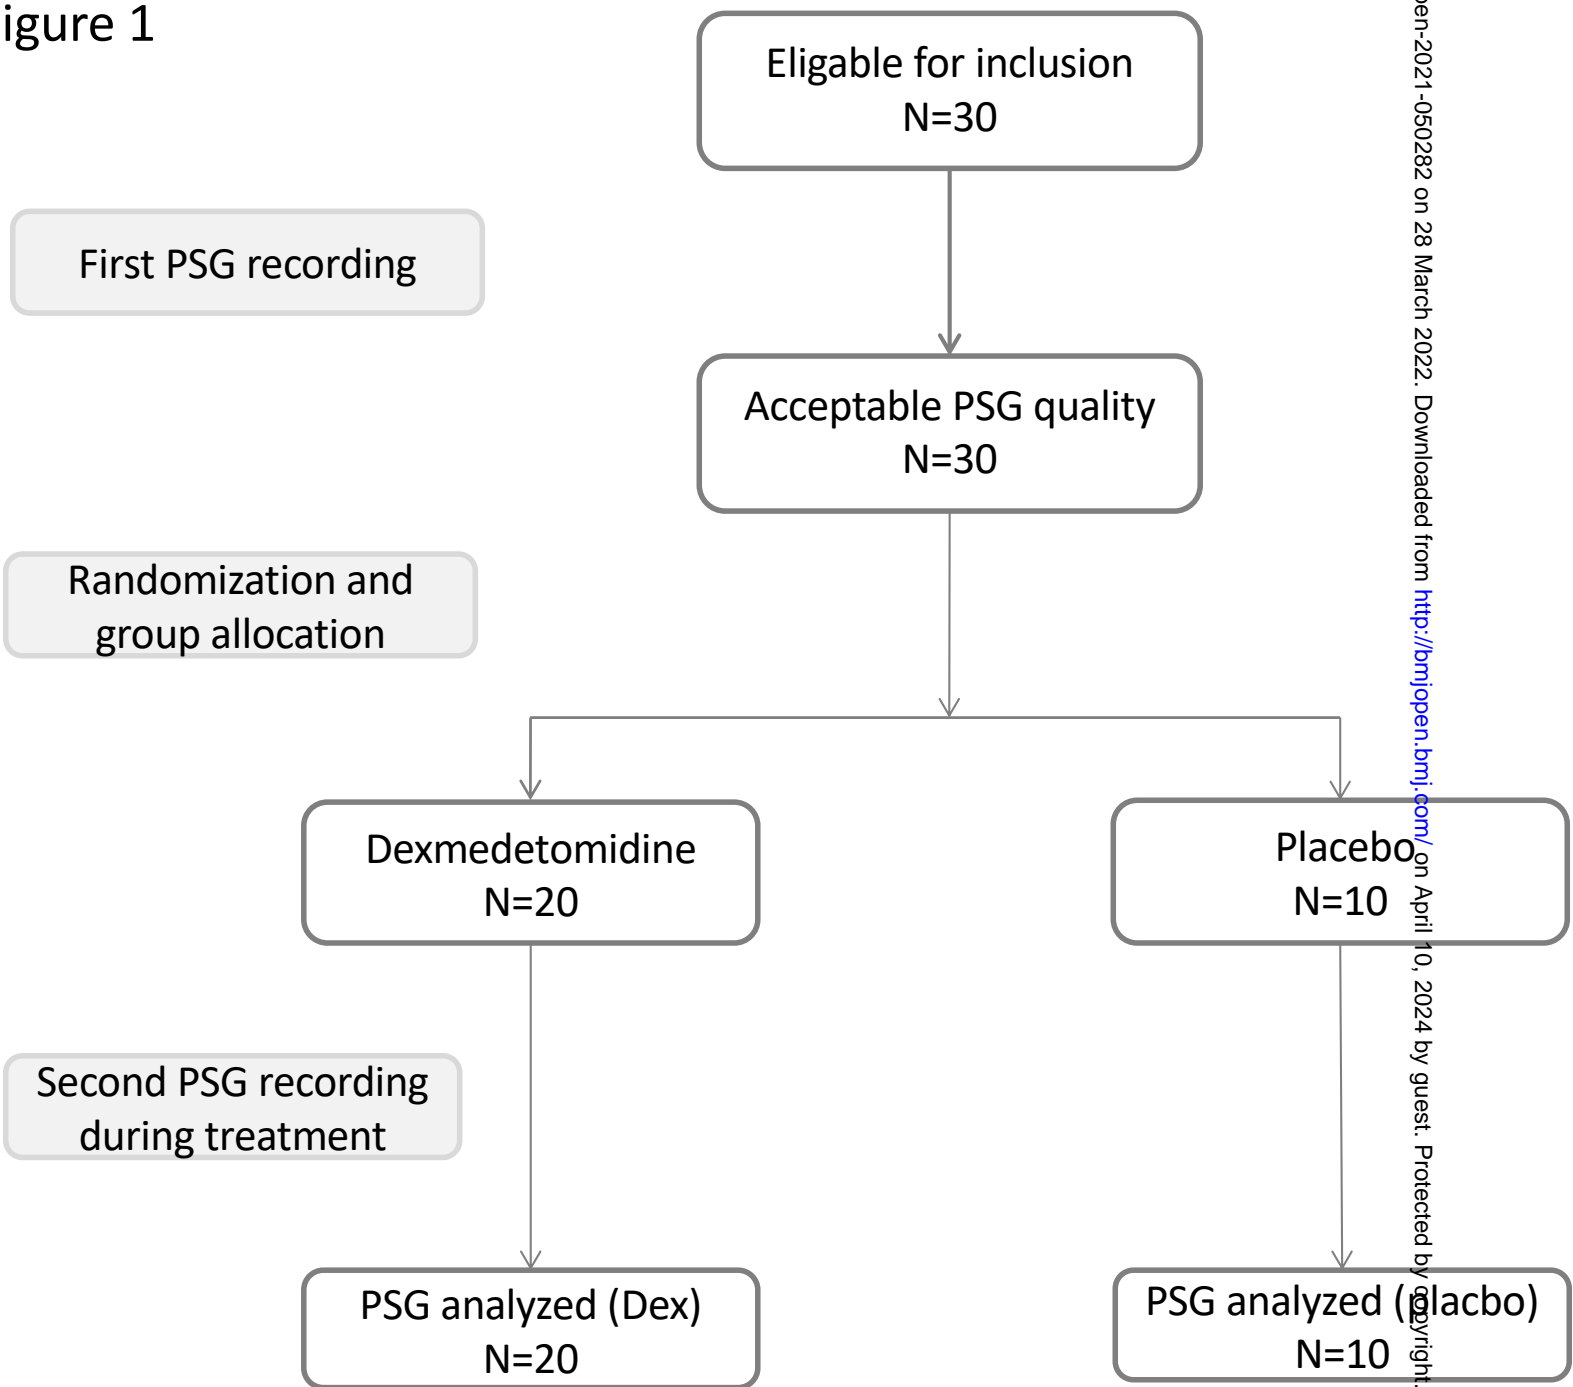 igure 1
Eligable for inclusion
N=30
First PSG recording
Acceptable PSG quality
N=30
Randomization and
group allocation
Dexmedetomidine
N=20
Placebo
N=10
Second PSG recording
during treatment
PSG analyzed (Dex)
N=20
PSG analyzed (placbo)
N=10
pen-2021-050282 on 28 March 2022. Downloaded from http://bmjopen.bmj.com/ on April 10, 2024 by guest. Protected by copyright.